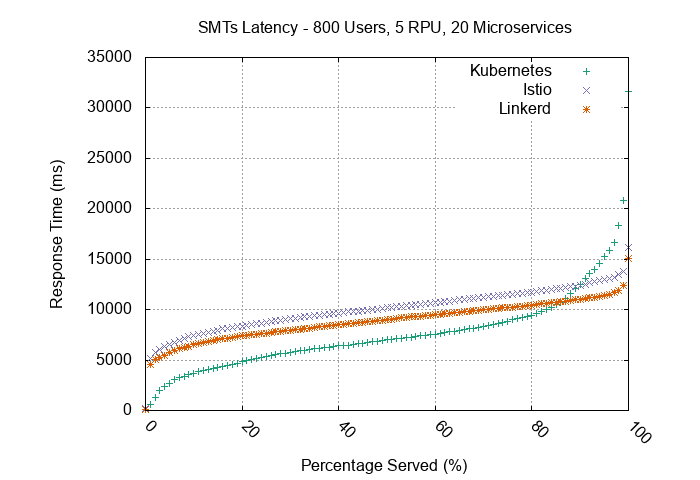 SMTs Latency - 800 Users, 5 RPU, 20 Microservices
Kubernetes
Istio
Linkerd
Response Time (ms)
35000
30000
25000
20000
15000
10000
5000
0
0 20 40 60 80 100
Percentage Served (%)